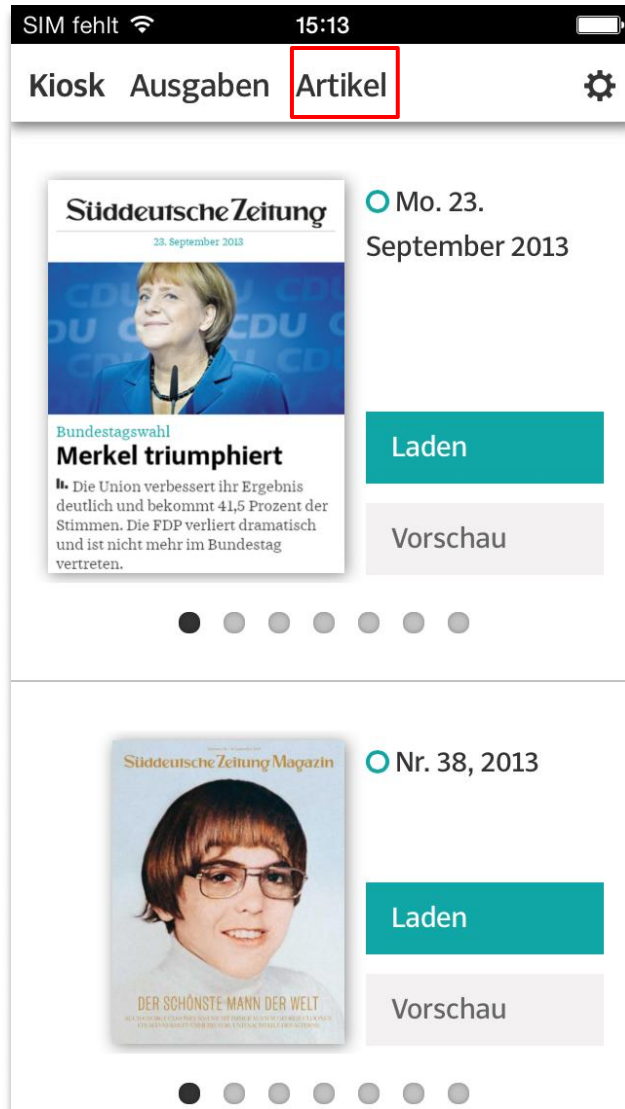 SIM fehlt 15:13
Kiosk Ausgaben Artikel
Süddeutsche Zeitung
23. September 2013
Mo. 23.
September 2013
Bundestagswahl
Merkel triumphiert
Die Union verbessert ihr Ergebnis
deutlich und bekommt 41,5 Prozent der
Stimmen. Die FDP verliert dramatisch
und ist nicht mehr im Bundestag
vertreten.
Laden
Vorschau
Süddeutsche Zeitung Magazin
Nr. 38, 2013
DER SCHÖNSTE MANN DER WELT
Laden
Vorschau